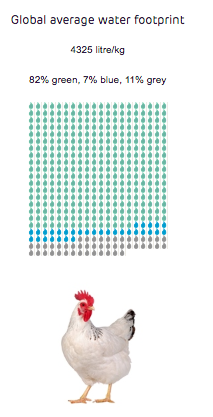 Global average water footprint
4325 litre/kg
82% green, 7% blue, 11% grey